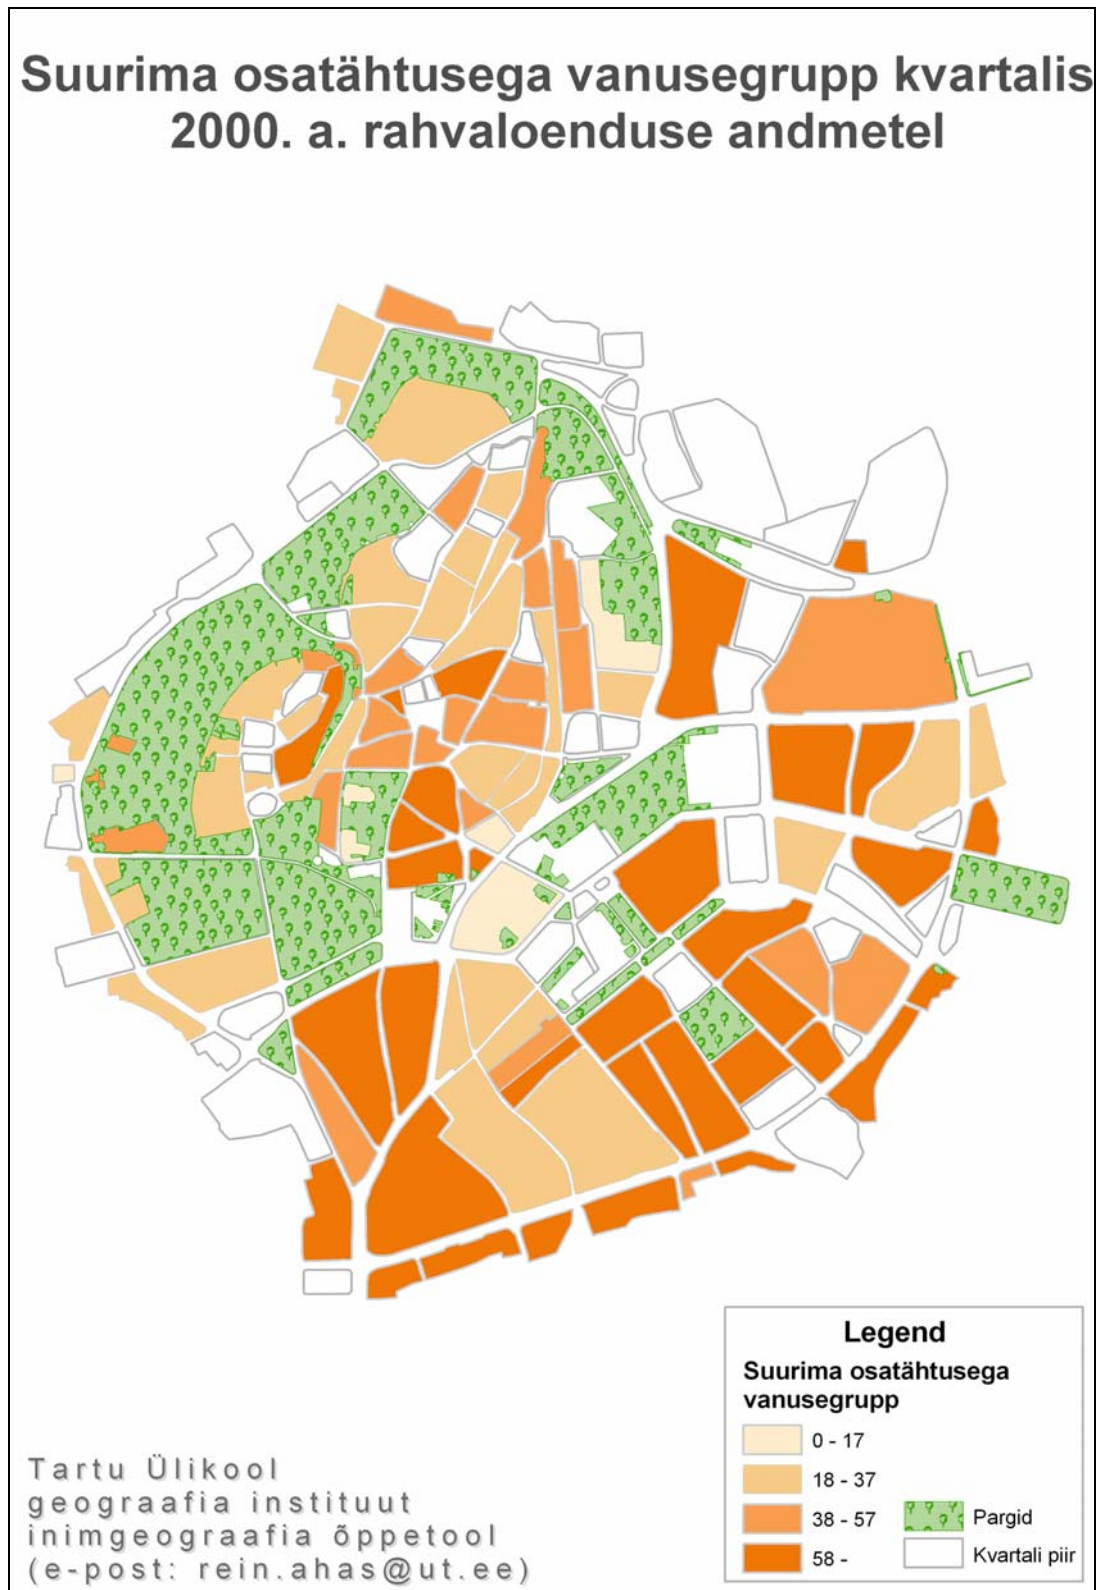 Suurima osatähtusega vanusegrupp kvartalis
2000. a. rahvaloenduse andmetel
Legend
Suurima osatähtusega
vanusegrupp
0 - 17
18 - 37
38 - 57
58 -
Pargid
Kvartali piir
Tartu Ülikool
geograafia instituut
inimgeograafia õppetool
(e-post: rein.ahas@ut.ee)